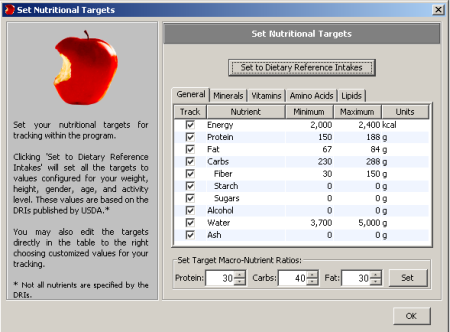 Set Nutritional Targets
Set your nutritional targets for
tracking within the program.
Clicking 'Set to Dietary Reference
Intakes' will set all the targets to
values configured for your weight,
height, gender, age, and activity
level. These values are based on the
DRIs published by USDA.*
You may also edit the targets
directly in the table to the right
choosing customized values for your
tracking.
* Not all nutrients are specified by the
DRIs.
Set Nutritional Targets
Set to Dietary Reference Intakes
General Minerals Vitamins Amino Acids Lipids
Track Nutrient Minimum Maximum Units
Energy 2,000 2,400 kcal
Protein 150 188 g
Fat 67 84 g
Carbs 230 288 g
Fiber 30 150 g
Starch 0 0 g
Sugars 0 0 g
Alcohol 0 0 g
Water 3,700 5,000 g
Ash 0 0 g
Set Target Macro-Nutrient Ratios:
Protein: 30 Carbs: 40 Fat: 30 Set
OK